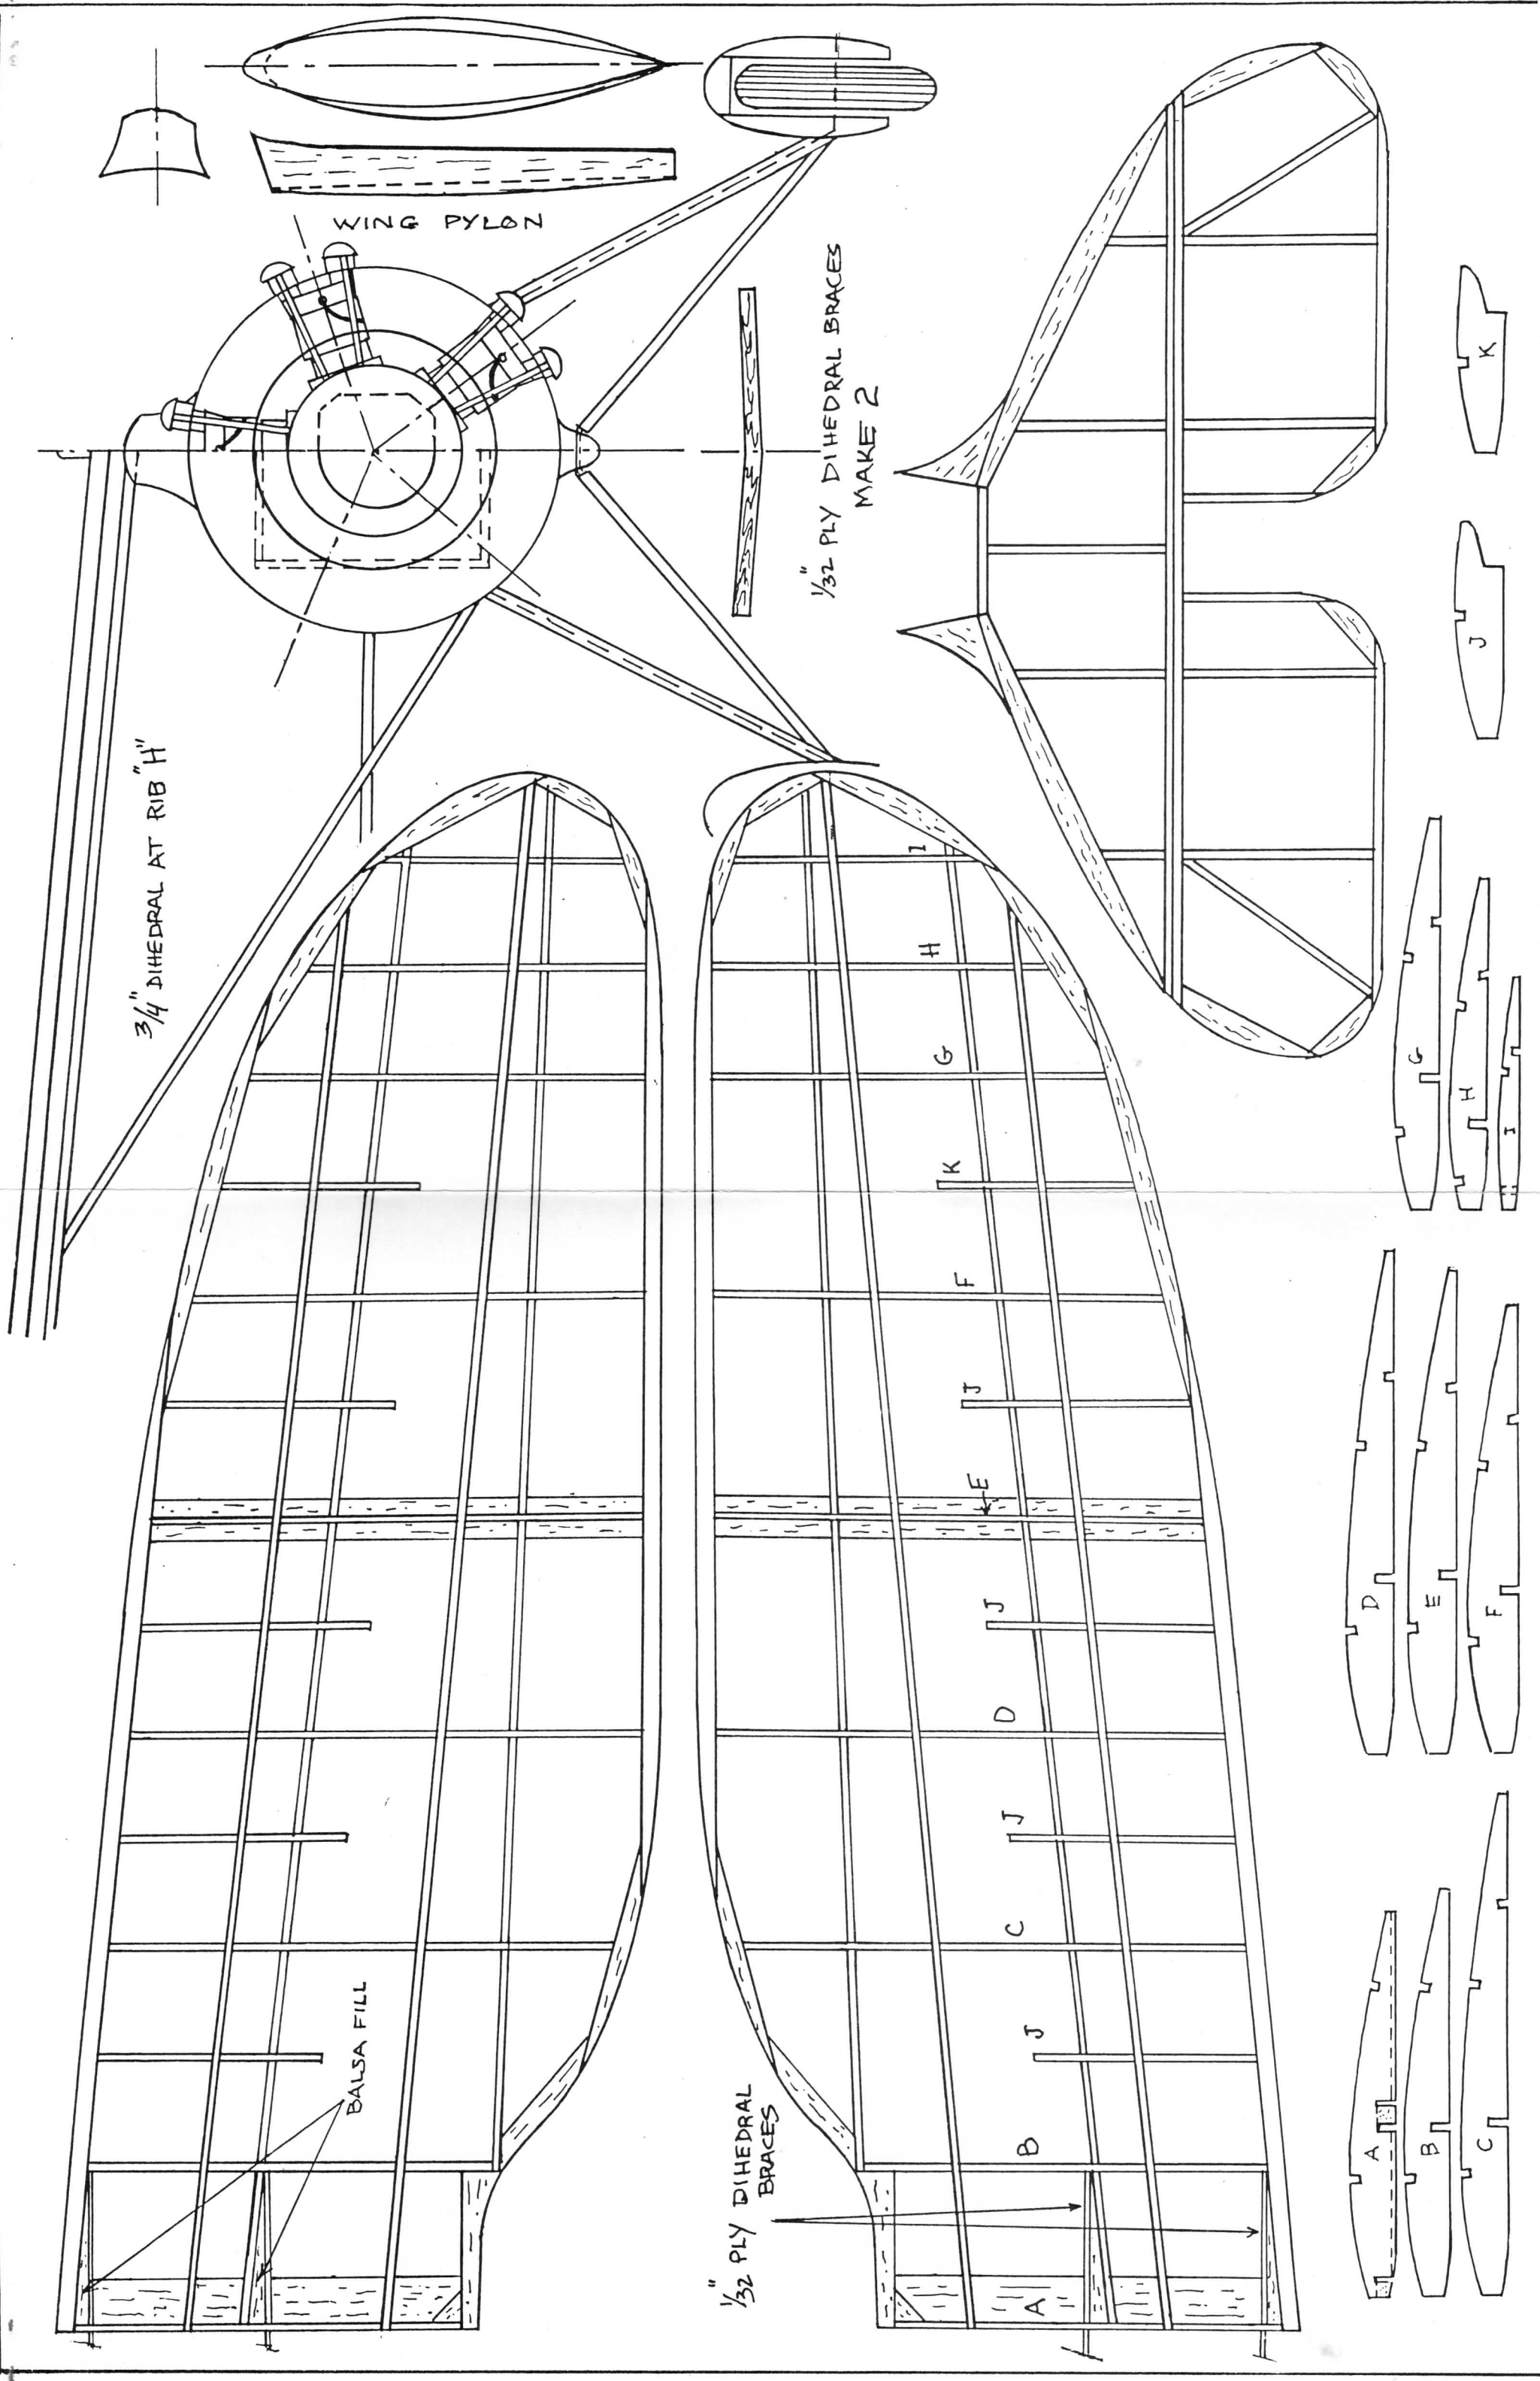 WING PYLON
3/4" DIHEDRAL AT RIB "H"
1/32" PLY DIHEDRAL BRACES
MAKE 2
K
J
I
H
G
K
F
J
E
J
D
J
C
J
B
A
BALSA FILL
1/32" PLY DIHEDRAL
BRACES
G
H
I
D
E
F
A
B
C